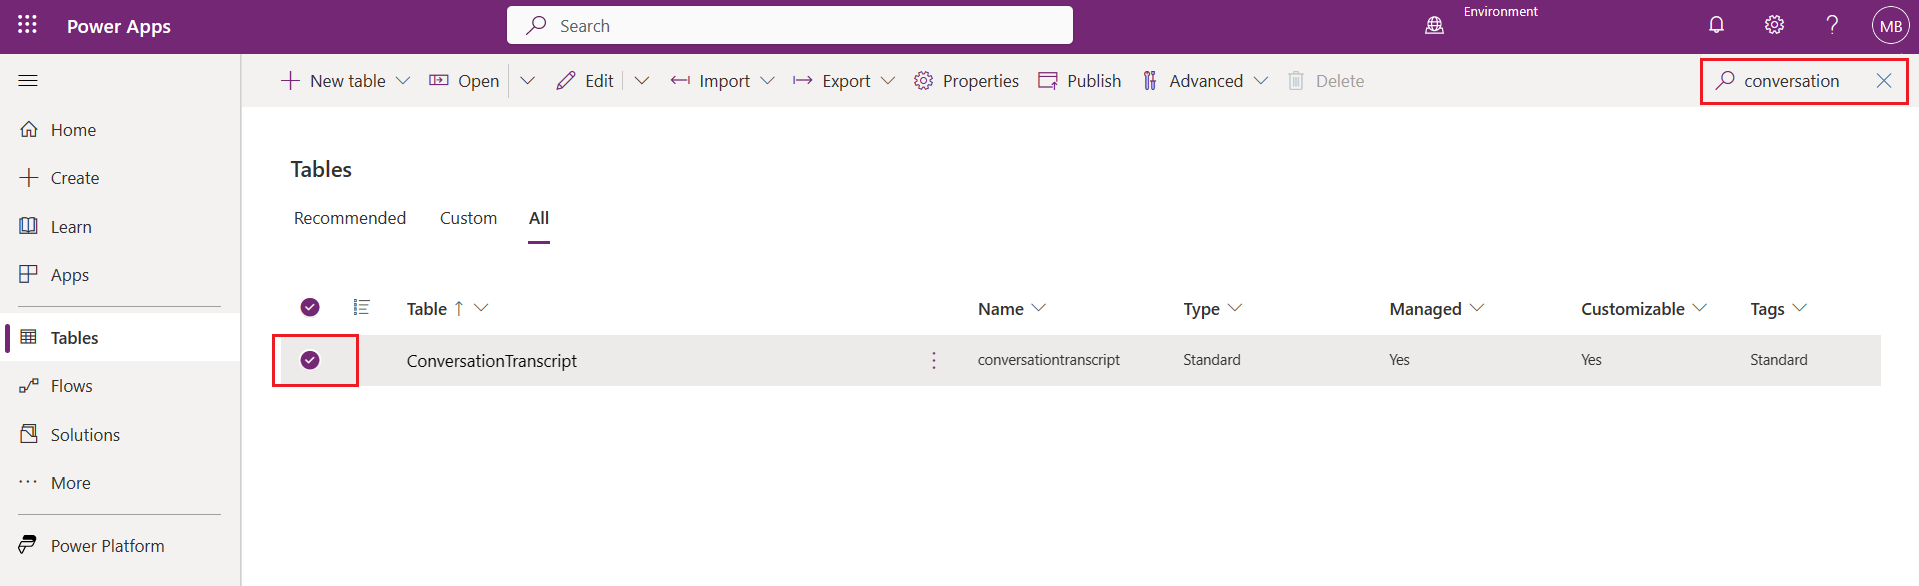 Power Apps
Search
Environment
MB
New table
Open
Edit
Import
Export
Properties
Publish
Advanced
Delete
conversation
Home
Create
Learn
Apps
Tables
Flows
Solutions
More
Power Platform
Tables
Recommended Custom All
Table Name Type Managed Customizable Tags
ConversationTranscript conversationtranscript Standard Yes Yes Standard